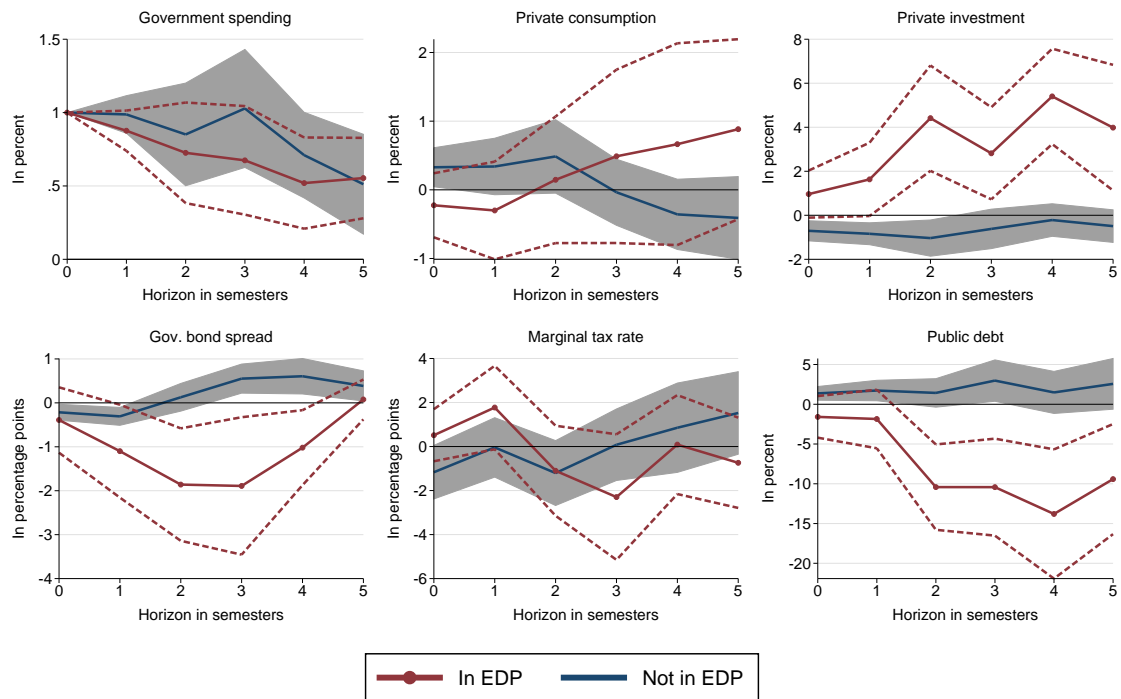 Government spending
Private consumption
Private investment
1.5
1
.5
0
In percent
0 1 2 3 4 5
Horizon in semesters
2
1
0
-1
In percent
0 1 2 3 4 5
Horizon in semesters
8
6
4
2
0
-2
In percent
0 1 2 3 4 5
Horizon in semesters
Gov. bond spread
Marginal tax rate
Public debt
1
0
-1
-2
-3
-4
In percentage points
0 1 2 3 4 5
Horizon in semesters
4
2
0
-2
-4
-6
In percentage points
0 1 2 3 4 5
Horizon in semesters
5
0
-5
-10
-15
-20
In percent
0 1 2 3 4 5
Horizon in semesters
In EDP Not in EDP